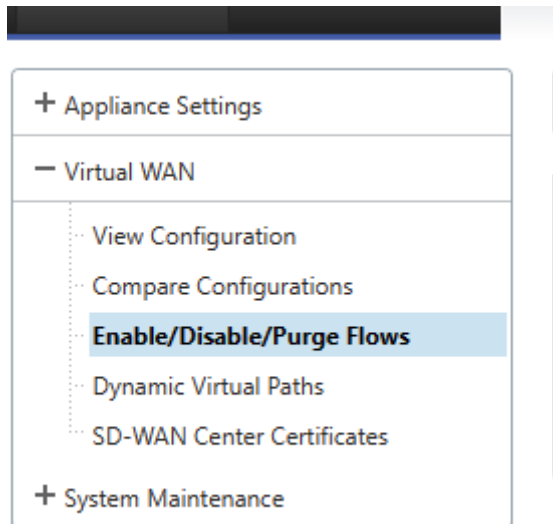 + Appliance Settings
− Virtual WAN
View Configuration
Compare Configurations
Enable/Disable/Purge Flows
Dynamic Virtual Paths
SD-WAN Center Certificates
+ System Maintenance